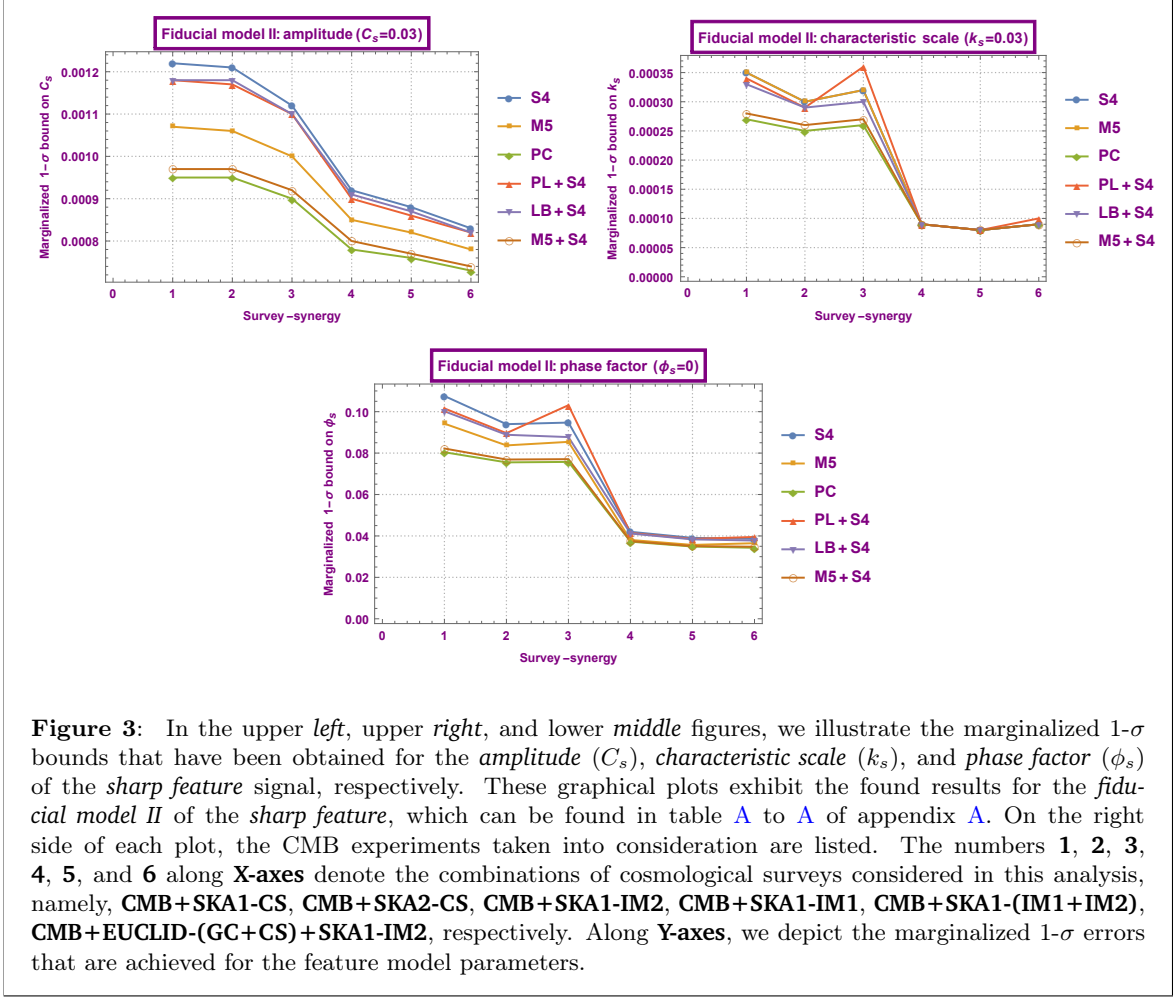 Fiducial model II: amplitude (C_s=0.03)
Marginalized 1-σ bound on C_s
0.0012
0.0011
0.0010
0.0009
0.0008
0 1 2 3 4 5 6
Survey-synergy
S4
M5
PC
PL+S4
LB+S4
M5+S4
Fiducial model II: characteristic scale (k_s=0.03)
Marginalized 1-σ bound on k_s
0.00035
0.00030
0.00025
0.00020
0.00015
0.00010
0.00005
0.00000
0 1 2 3 4 5 6
Survey-synergy
S4
M5
PC
PL+S4
LB+S4
M5+S4
Fiducial model II: phase factor (ϕ_s=0)
Marginalized 1-σ bound on ϕ_s
0.10
0.08
0.06
0.04
0.02
0.00
0 1 2 3 4 5 6
Survey-synergy
S4
M5
PC
PL+S4
LB+S4
M5+S4
Figure 3: In the upper left, upper right, and lower middle figures, we illustrate the marginalized 1-σ
bounds that have been obtained for the amplitude (C_s), characteristic scale (k_s), and phase factor (ϕ_s)
of the sharp feature signal, respectively. These graphical plots exhibit the found results for the fidu-
cial model II of the sharp feature, which can be found in table A to A of appendix A. On the right
side of each plot, the CMB experiments taken into consideration are listed. The numbers 1, 2, 3,
4, 5, and 6 along X-axes denote the combinations of cosmological surveys considered in this analysis,
namely, CMB+SKA1-CS, CMB+SKA2-CS, CMB+SKA1-IM2, CMB+SKA1-IM1, CMB+SKA1-(IM1+IM2),
CMB+EUCLID-(GC+CS)+SKA1-IM2, respectively. Along Y-axes, we depict the marginalized 1-σ errors
that are achieved for the feature model parameters.